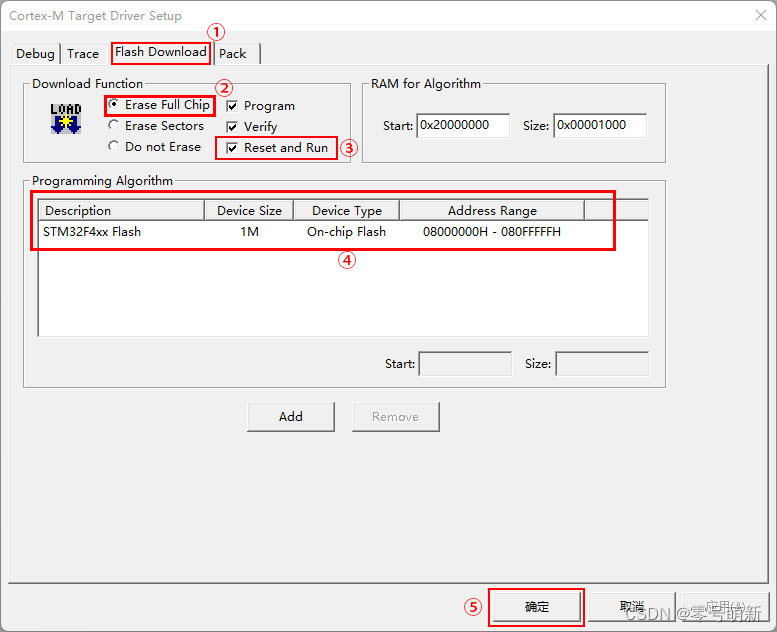 Cortex-M Target Driver Setup
①
Debug Trace Flash Download Pack
Download Function
②
RAM for Algorithm
LOAD
Erase Full Chip
Program
Erase Sectors
Verify
Do not Erase
Reset and Run
③
Start: 0x20000000 Size: 0x00001000
Programming Algorithm
Description Device Size Device Type Address Range
STM32F4xx Flash 1M On-chip Flash 08000000H - 080FFFFFH
④
Start: Size:
Add Remove
⑤ 确定 取消 应用(A)
CSDN @零号萌新